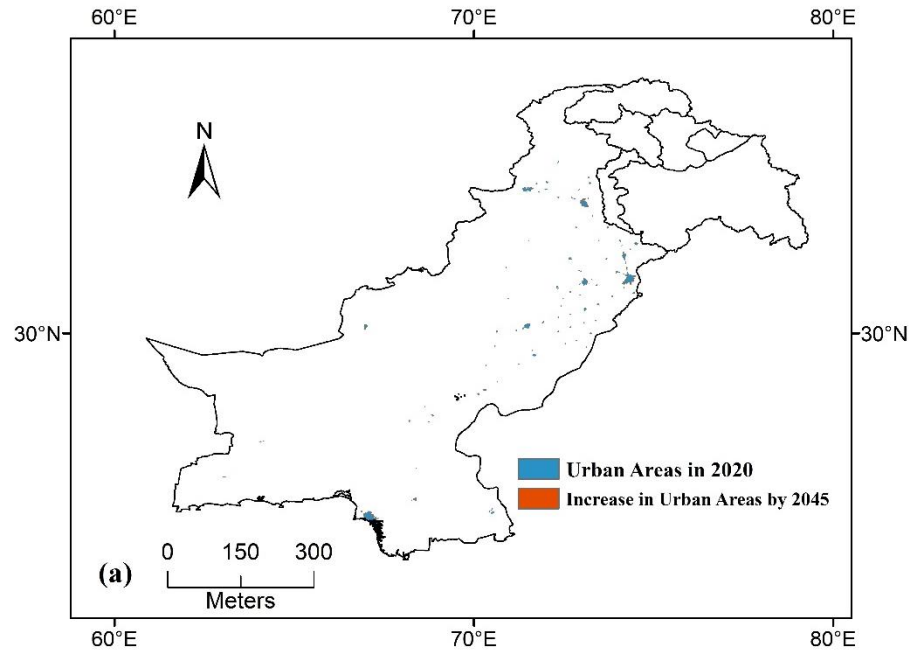 60°E 70°E 80°E
N
30°N 30°N
Urban Areas in 2020
Increase in Urban Areas by 2045
0 150 300
(a)
Meters
60°E 70°E 80°E